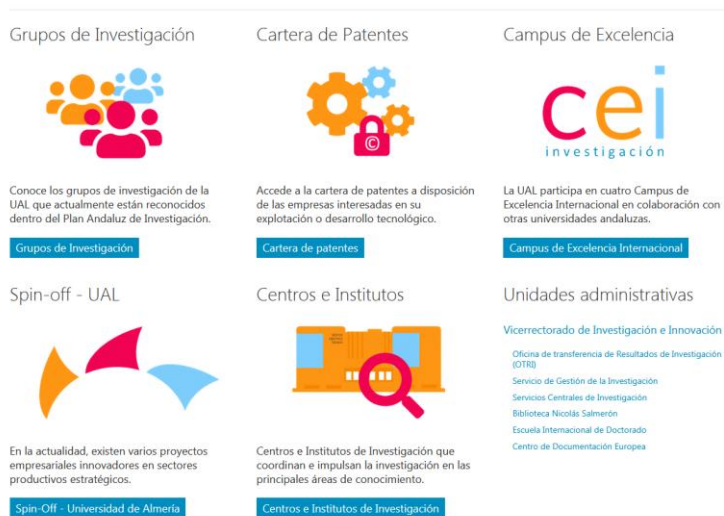 Grupos de Investigación
Conoce los grupos de investigación de la
UAL que actualmente están reconocidos
dentro del Plan Andaluz de Investigación.
Grupos de Investigación
Cartera de Patentes
©
Accede a la cartera de patentes a disposición
de las empresas interesadas en su
explotación o desarrollo tecnológico.
Cartera de patentes
Campus de Excelencia
cei
investigación
La UAL participa en cuatro Campus de
Excelencia Internacional en colaboración con
otras universidades andaluzas.
Campus de Excelencia Internacional
Spin-off - UAL
En la actualidad, existen varios proyectos
empresariales innovadores en sectores
productivos estratégicos.
Spin-Off - Universidad de Almería
Centros e Institutos
Centros e Institutos de Investigación que
coordinan e impulsan la investigación en las
principales áreas de conocimiento.
Centros e Institutos de Investigación
Unidades administrativas
Vicerrectorado de Investigación e Innovación
Oficina de transferencia de Resultados de Investigación
(OTRI)
Servicio de Gestión de la Investigación
Servicios Centrales de Investigación
Biblioteca Nicolás Salmerón
Escuela Internacional de Doctorado
Centro de Documentación Europea